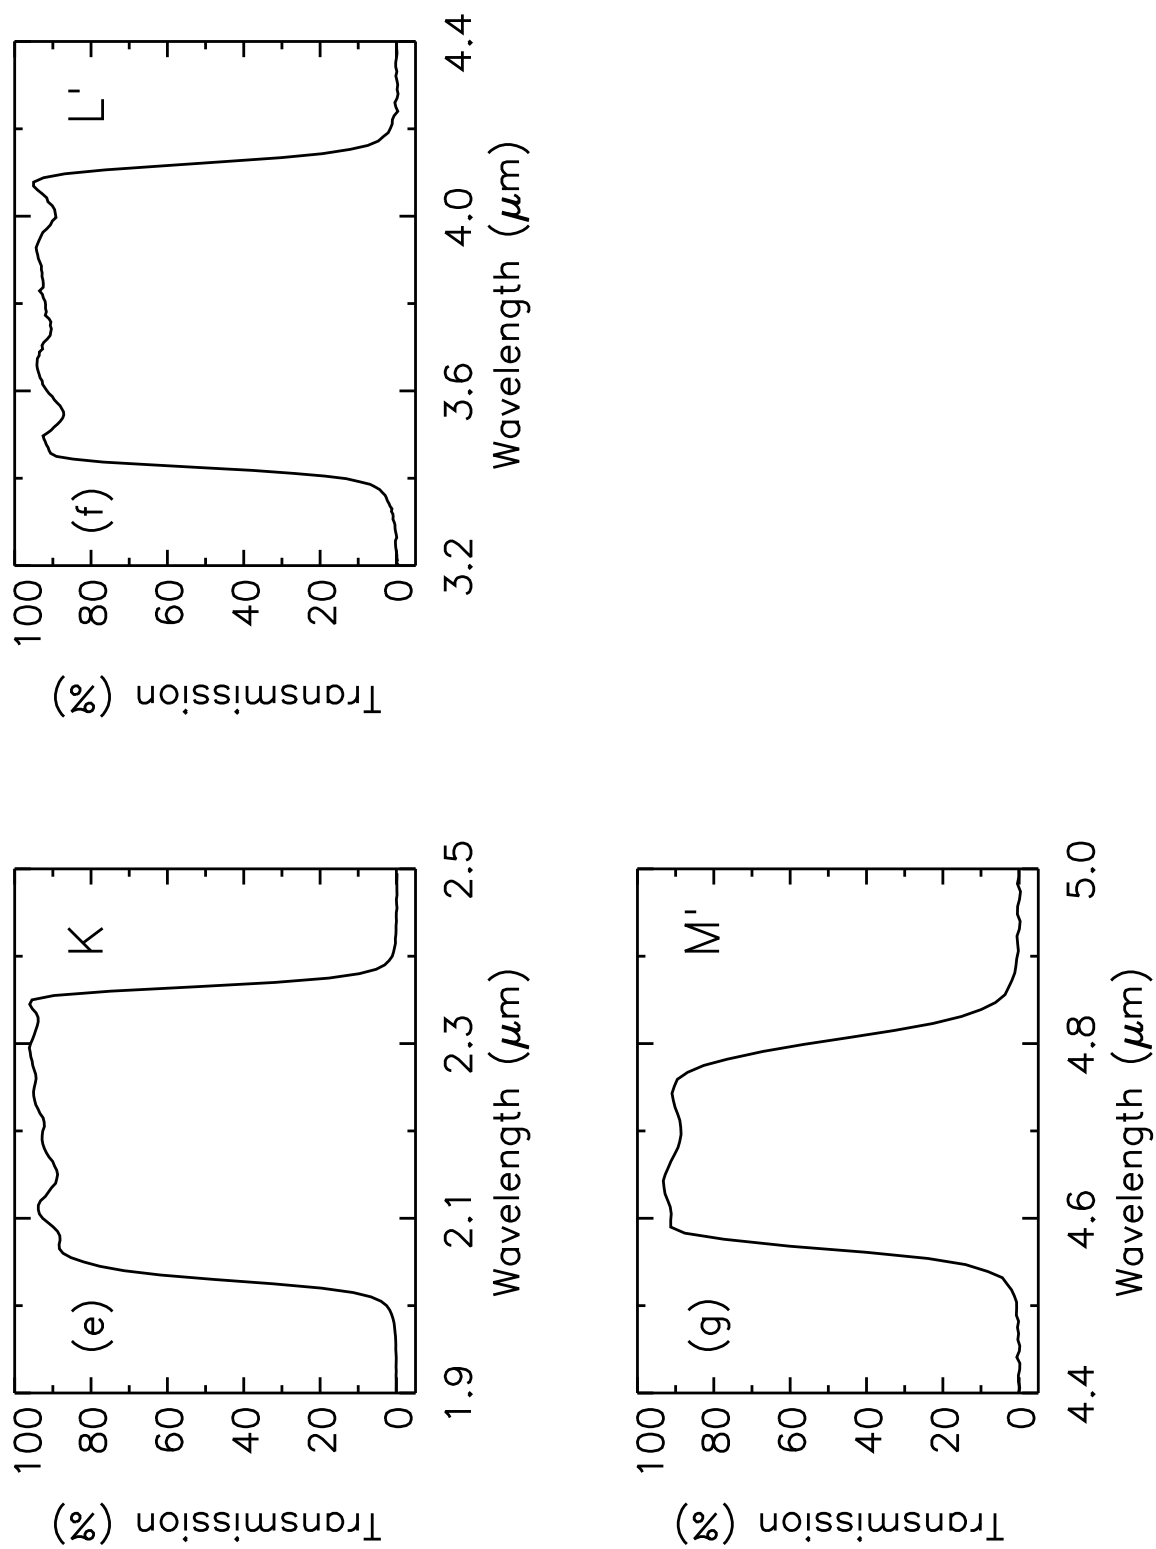 (e)
K
100
80
60
40
20
0
Transmission (%)
1.9 2.1 2.3 2.5
Wavelength (μm)
(f)
L'
100
80
60
40
20
0
Transmission (%)
3.2 3.6 4.0 4.4
Wavelength (μm)
(g)
M'
100
80
60
40
20
0
Transmission (%)
4.4 4.6 4.8 5.0
Wavelength (μm)